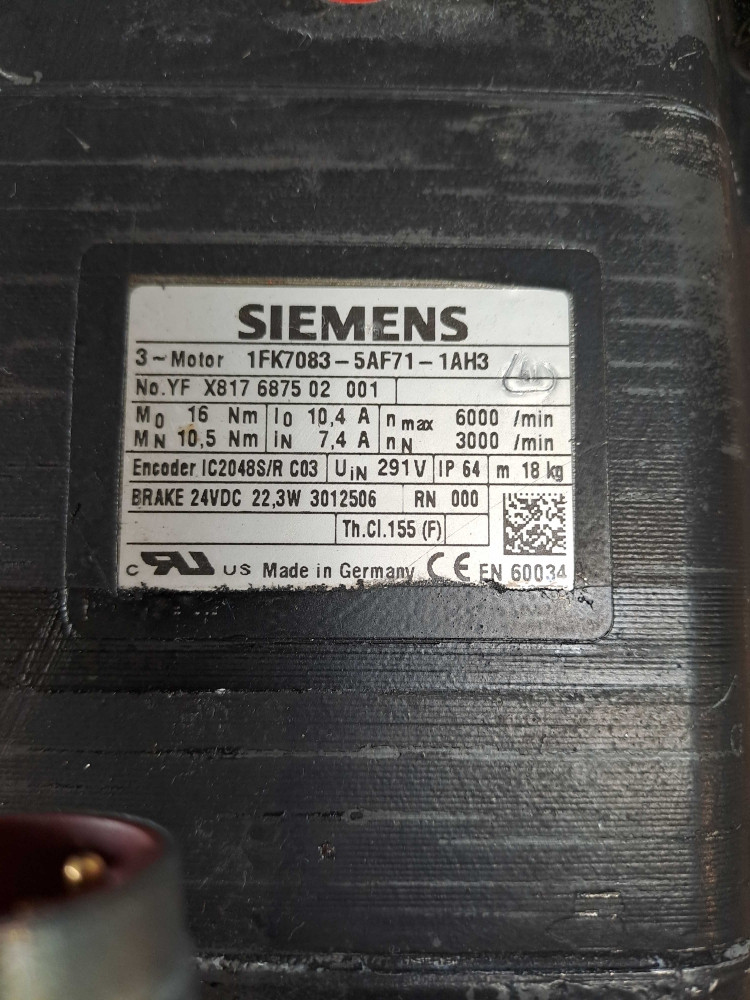 SIEMENS
3~Motor 1FK7083-5AF71-1AH3
No.YF X817 6875 02 001
M0 16 Nm I0 10,4 A nmax 6000 /min
MN 10,5 Nm IN 7,4 A nN 3000 /min
Encoder IC2048S/R C03 UIN 291V IP 64 m 18 kg
BRAKE 24VDC 22,3W 3012506 RN 000
Th.Cl.155 (F)
c RU US Made in Germany CE EN 60034